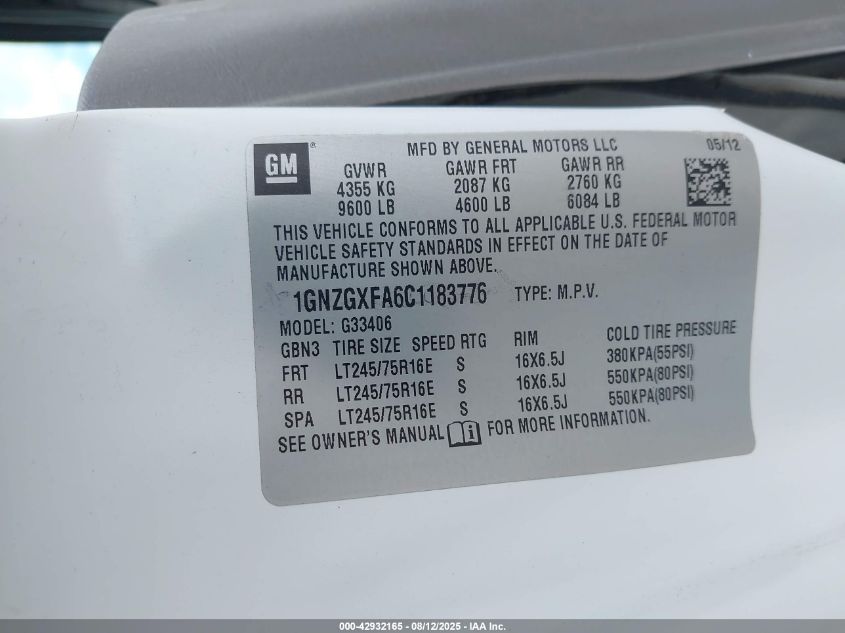 GM ®
MFD BY GENERAL MOTORS LLC 05/12
GVWR GAWR FRT GAWR RR
4355 KG 2087 KG 2760 KG
9600 LB 4600 LB 6084 LB
THIS VEHICLE CONFORMS TO ALL APPLICABLE U.S. FEDERAL MOTOR
VEHICLE SAFETY STANDARDS IN EFFECT ON THE DATE OF
MANUFACTURE SHOWN ABOVE.
1GNZGXFA6C1183776 TYPE: M.P.V.
MODEL: G33406
GBN3 TIRE SIZE SPEED RTG RIM COLD TIRE PRESSURE
FRT LT245/75R16E S 16X6.5J 380KPA(55PSI)
RR LT245/75R16E S 16X6.5J 550KPA(80PSI)
SPA LT245/75R16E S 16X6.5J 550KPA(80PSI)
SEE OWNER'S MANUAL FOR MORE INFORMATION.
000-42932165 - 08/12/2025 - IAA Inc.